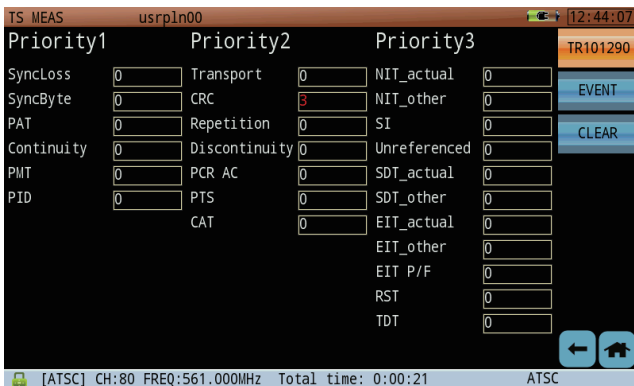 TS MEAS usrpln00 12:44:07
Priority1 Priority2 Priority3 TR101290
SyncLoss 0 Transport 0 NIT_actual 0
SyncByte 0 CRC 3 NIT_other 0 EVENT
PAT 0 Repetition 0 SI 0 CLEAR
Continuity 0 Discontinuity 0 Unreferenced 0
PMT 0 PCR AC 0 SDT_actual 0
PID 0 PTS 0 SDT_other 0
CAT 0 EIT_actual 0
EIT_other 0
EIT P/F 0
RST 0
TDT 0
[ATSC] CH:80 FREQ:561.000MHz Total time: 0:00:21 ATSC